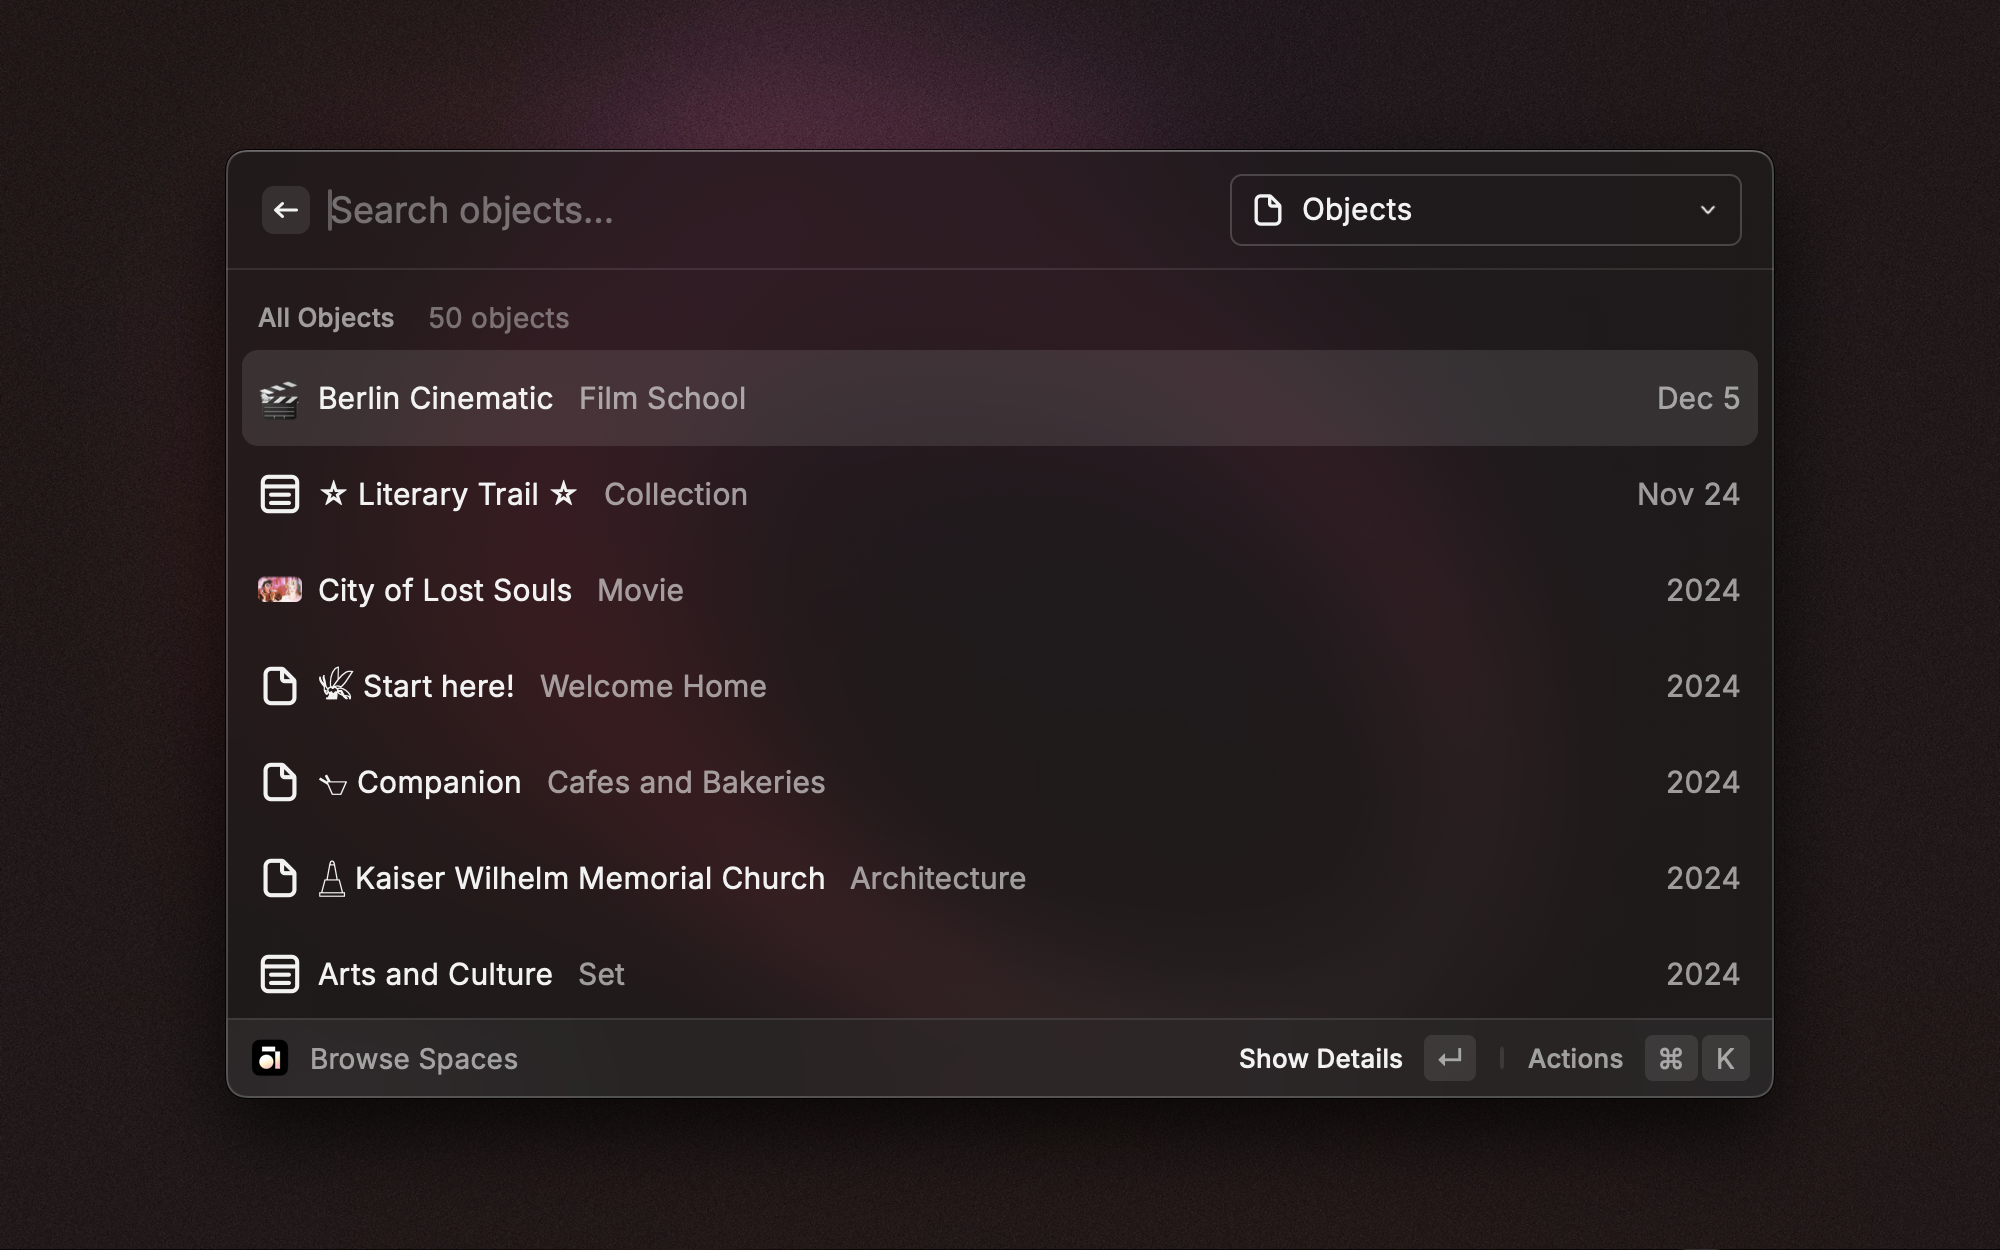 Search objects...
Objects
All Objects 50 objects
Berlin Cinematic Film School Dec 5
☆ Literary Trail ☆ Collection Nov 24
City of Lost Souls Movie 2024
Start here! Welcome Home 2024
Companion Cafes and Bakeries 2024
Kaiser Wilhelm Memorial Church Architecture 2024
Arts and Culture Set 2024
Browse Spaces Show Details ↵ Actions ⌘ K